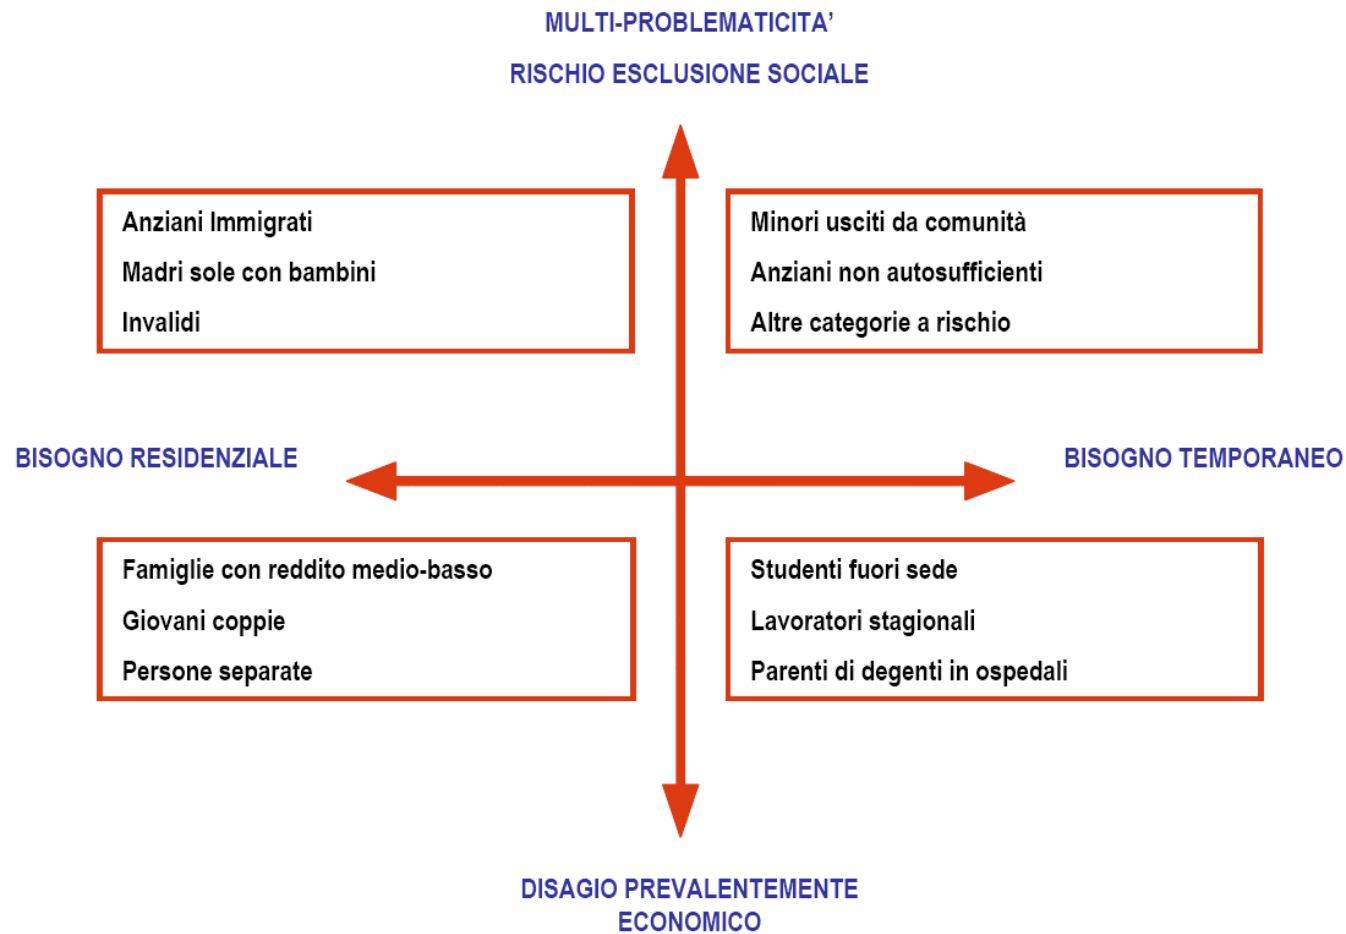 MULTI-PROBLEMATICITA’
RISCHIO ESCLUSIONE SOCIALE
Anziani Immigrati
Madri sole con bambini
Invalidi
Minori usciti da comunità
Anziani non autosufficienti
Altre categorie a rischio
BISOGNO RESIDENZIALE
BISOGNO TEMPORANEO
Famiglie con reddito medio-basso
Giovani coppie
Persone separate
Studenti fuori sede
Lavoratori stagionali
Parenti di degenti in ospedali
DISAGIO PREVALENTEMENTE
ECONOMICO